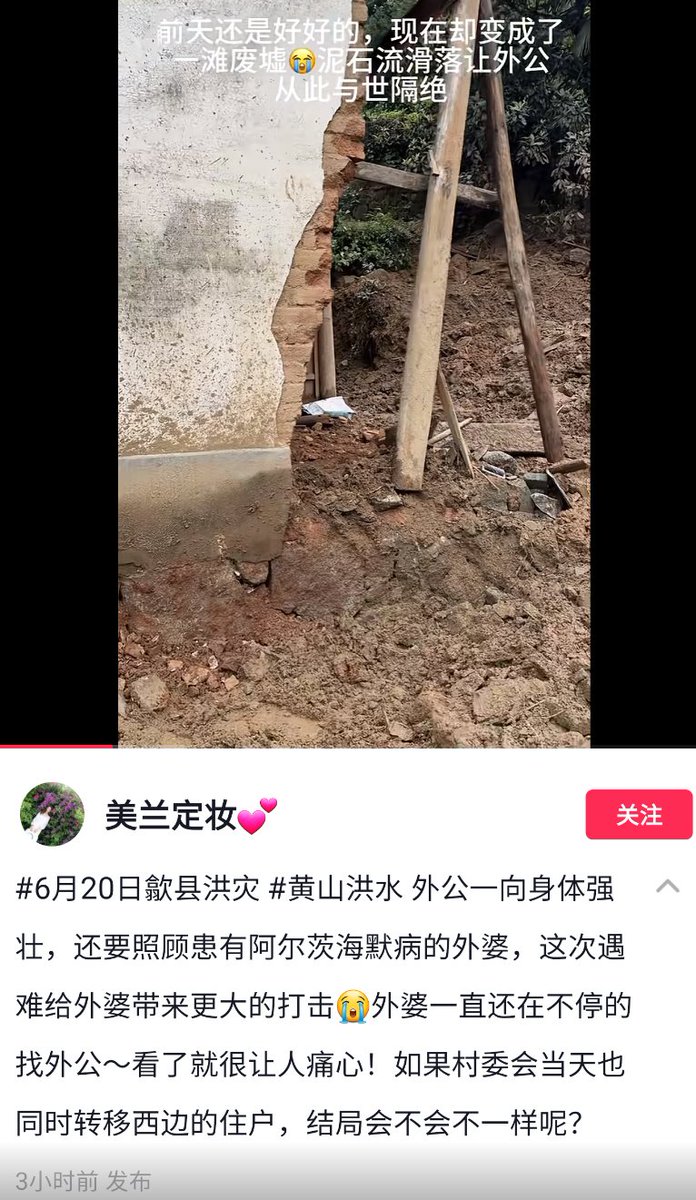 前天还是好好的，现在却变成了
一滩废墟😭泥石流滑落让外公
从此与世隔绝
美兰定妆💕
关注
#6月20日歙县洪灾 #黄山洪水 外公一向身体强
壮，还要照顾患有阿尔茨海默病的外婆，这次遇
难给外婆带来更大的打击😭外婆一直还在不停的
找外公～看了就很让人痛心！如果村委会当天也
同时转移西边的住户，结局会不会不一样呢？
3小时前 发布